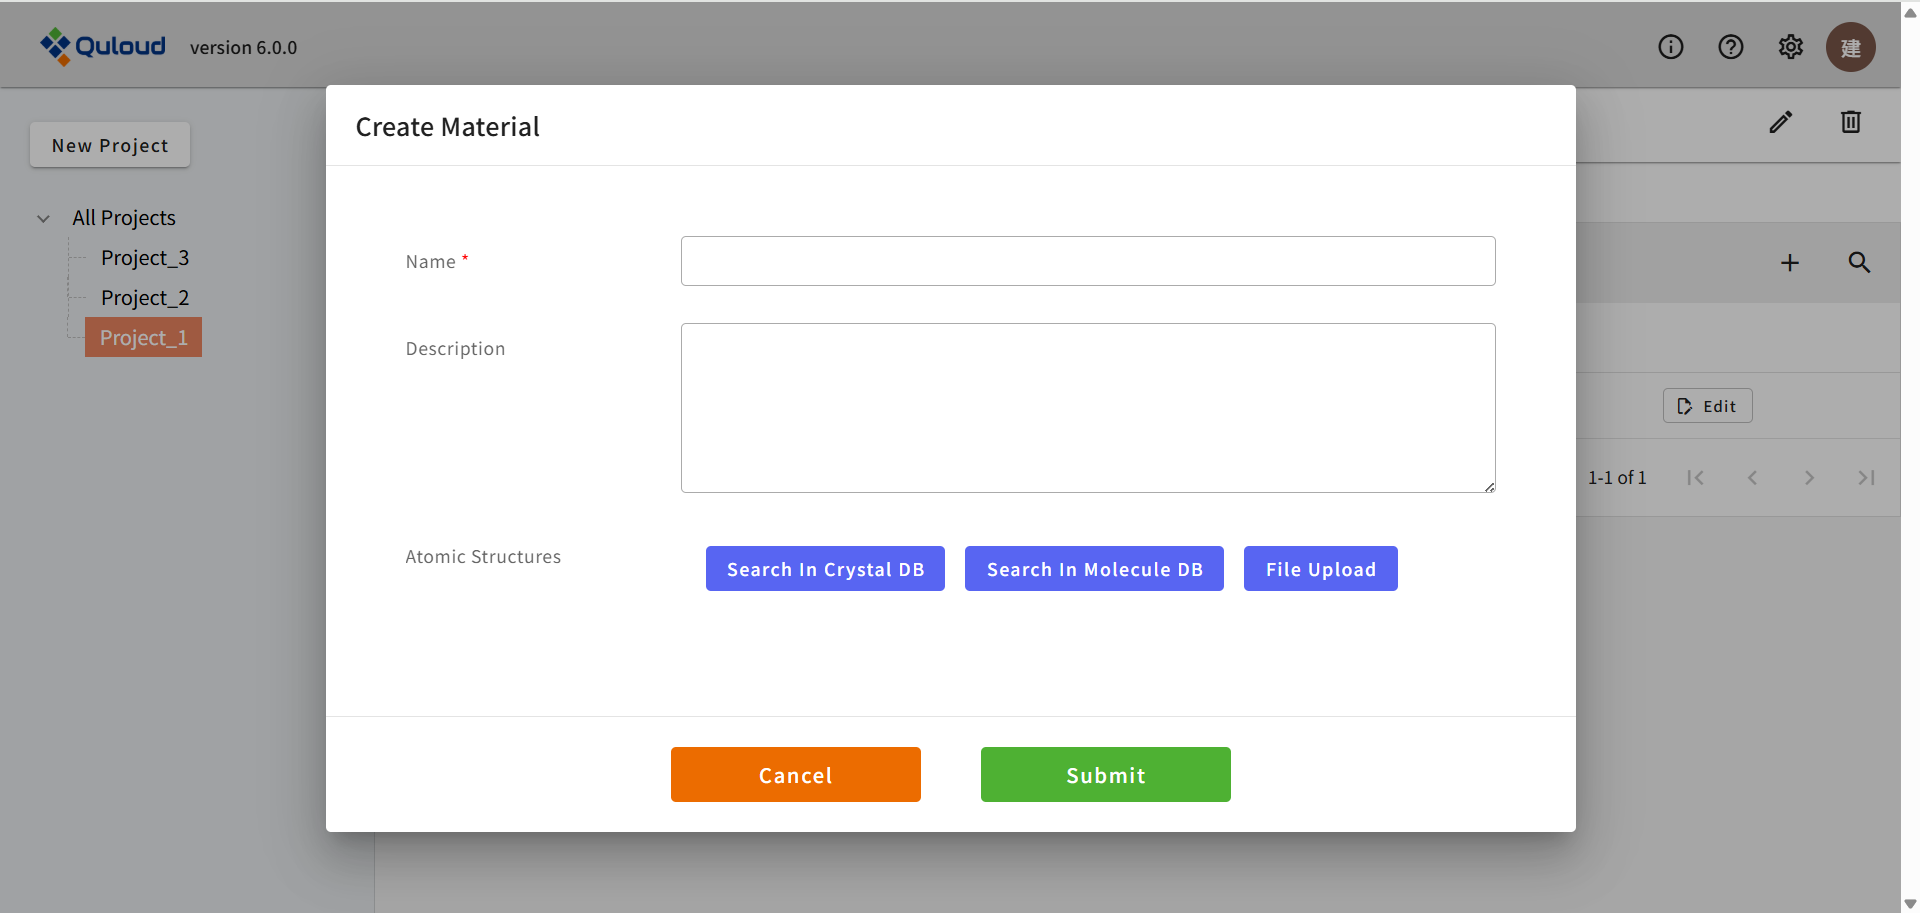 Quloud version 6.0.0
建
Create Material
New Project
All Projects
Project_3
Project_2
Project_1
Name *
Description
Edit
1-1 of 1
Atomic Structures
Search In Crystal DB
Search In Molecule DB
File Upload
Cancel
Submit